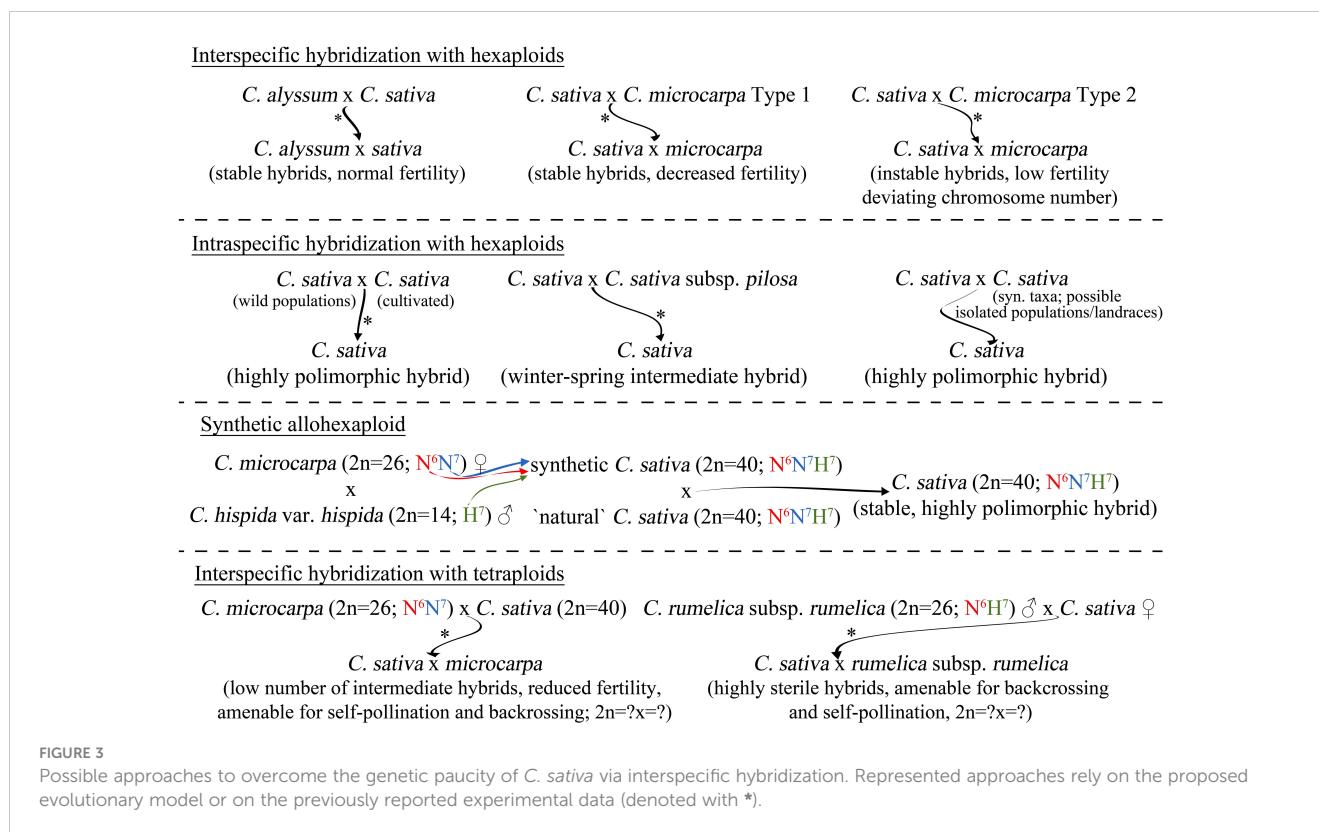 Interspecific hybridization with hexaploids
C. alyssum x C. sativa
*
C. alyssum x sativa
(stable hybrids, normal fertility)
C. sativa x C. microcarpa Type 1
*
C. sativa x microcarpa
(stable hybrids, decreased fertility)
C. sativa x C. microcarpa Type 2
*
C. sativa x microcarpa
(instable hybrids, low fertility
deviating chromosome number)
Intraspecific hybridization with hexaploids
C. sativa x C. sativa
(wild populations) (cultivated)
*
C. sativa
(highly polimorphic hybrid)
C. sativa x C. sativa subsp. pilosa
*
C. sativa
(winter-spring intermediate hybrid)
C. sativa x C. sativa
(syn. taxa; possible
isolated populations/landraces)
C. sativa
(highly polimorphic hybrid)
Synthetic allohexaploid
C. microcarpa (2n=26; N⁶N⁷) ♀
x
C. hispida var. hispida (2n=14; H⁷) ♂
synthetic C. sativa (2n=40; N⁶N⁷H⁷)
x
`natural` C. sativa (2n=40; N⁶N⁷H⁷)
C. sativa (2n=40; N⁶N⁷H⁷)
(stable, highly polimorphic hybrid)
Interspecific hybridization with tetraploids
C. microcarpa (2n=26; N⁶N⁷) x C. sativa (2n=40)
*
C. sativa x microcarpa
(low number of intermediate hybrids, reduced fertility,
amenable for self-pollination and backrossing; 2n=?x=?)
C. rumelica subsp. rumelica (2n=26; N⁶H⁷) ♂ x C. sativa ♀
*
C. sativa x rumelica subsp. rumelica
(highly sterile hybrids, amenable for backcrossing
and self-pollination, 2n=?x=?)
FIGURE 3
Possible approaches to overcome the genetic paucity of C. sativa via interspecific hybridization. Represented approaches rely on the proposed
evolutionary model or on the previously reported experimental data (denoted with *).